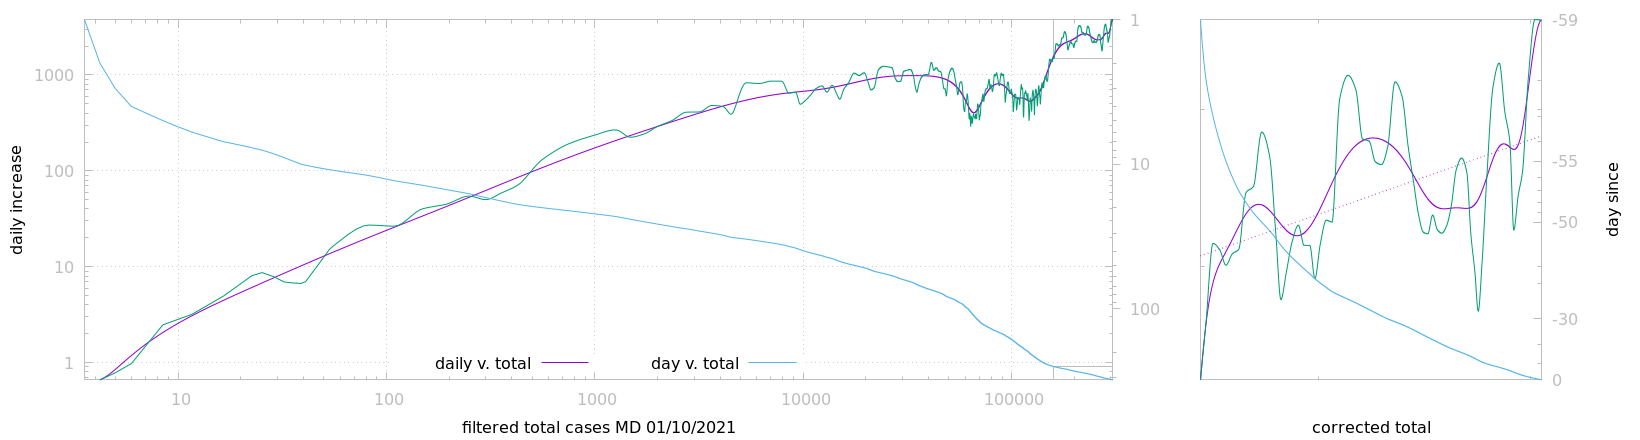 daily increase
1000
100
10
1
10
100
1000
10000
100000
daily v. total
day v. total
filtered total cases MD 01/10/2021
1
10
100
-59
-55
-50
-30
0
day since
corrected total